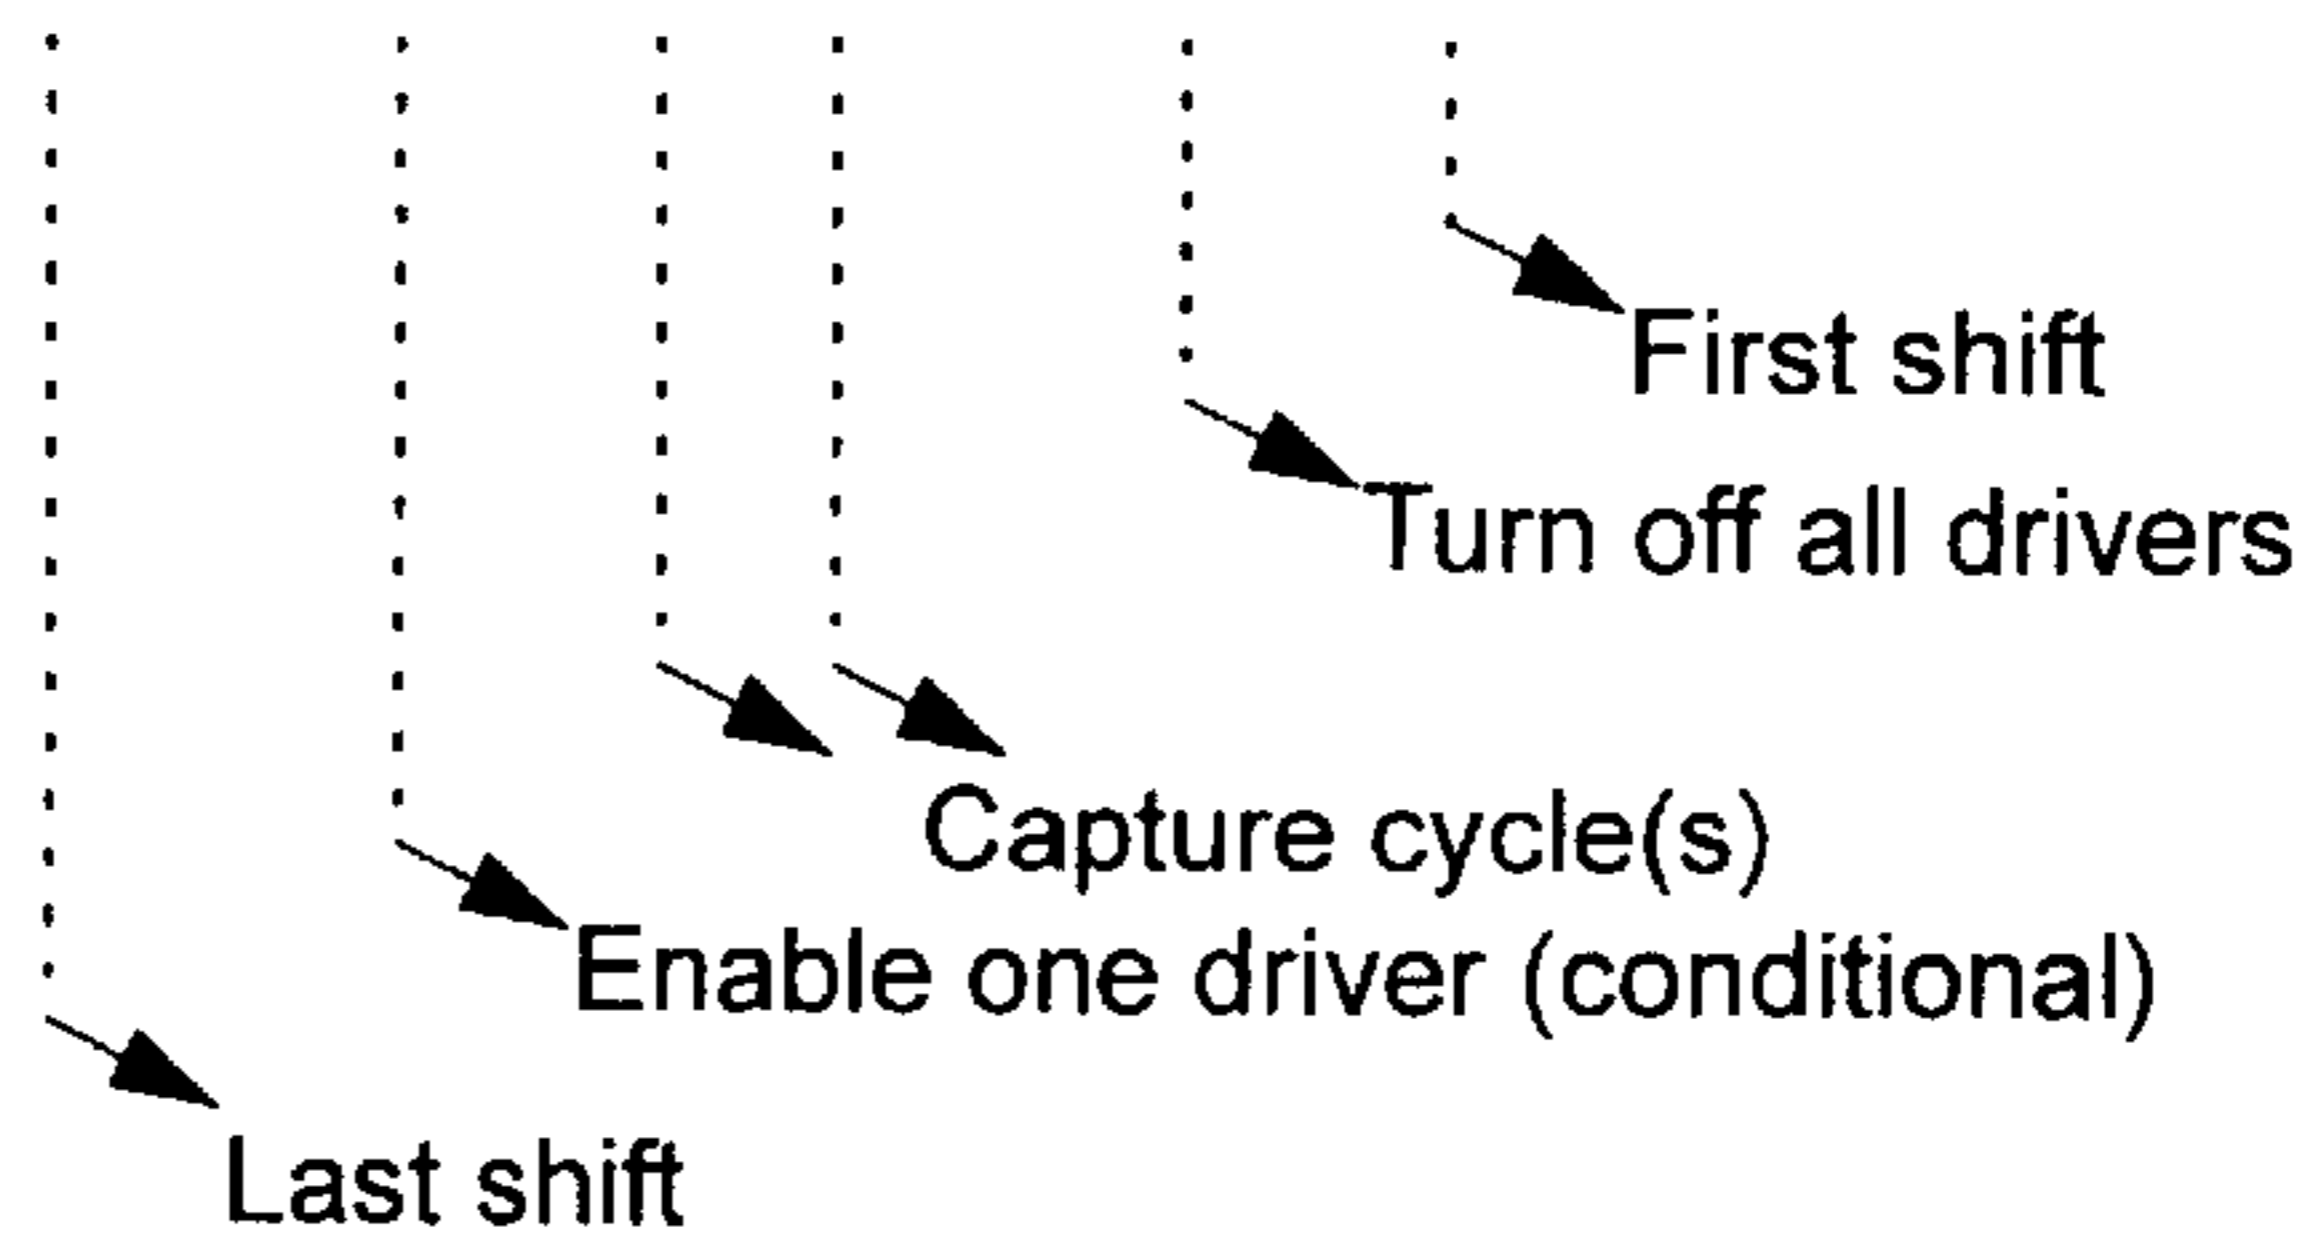 First shift
Turn off all drivers
Capture cycle(s)
Enable one driver (conditional)
Last shift